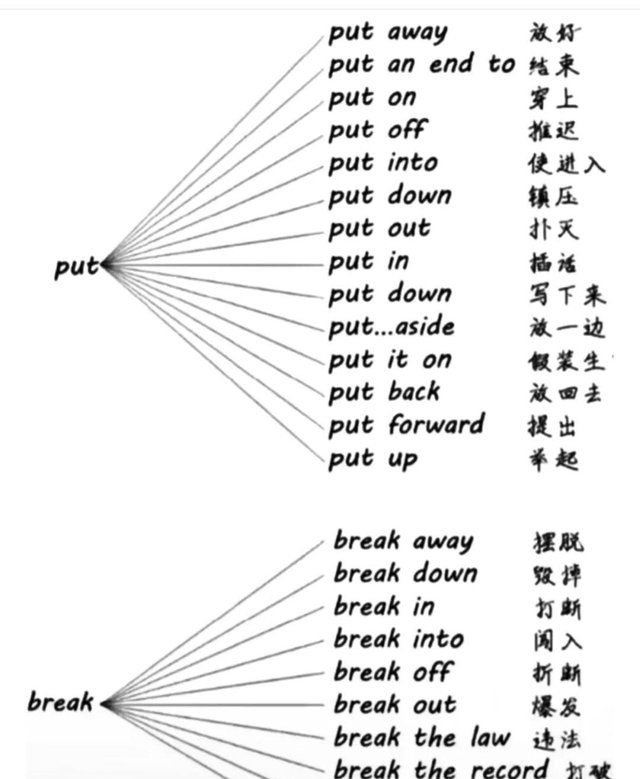 put away 放好
put an end to 结束
put on 穿上
put off 推迟
put into 使进入
put down 镇压
put out 扑灭
put
put in 插话
put down 写下来
put...aside 放一边
put it on 假装生
put back 放回去
put forward 提出
put up 举起
break away 摆脱
break down 毁掉
break in 打断
break into 闯入
break off 折断
break
break out 爆发
break the law 违法
break the record 打破